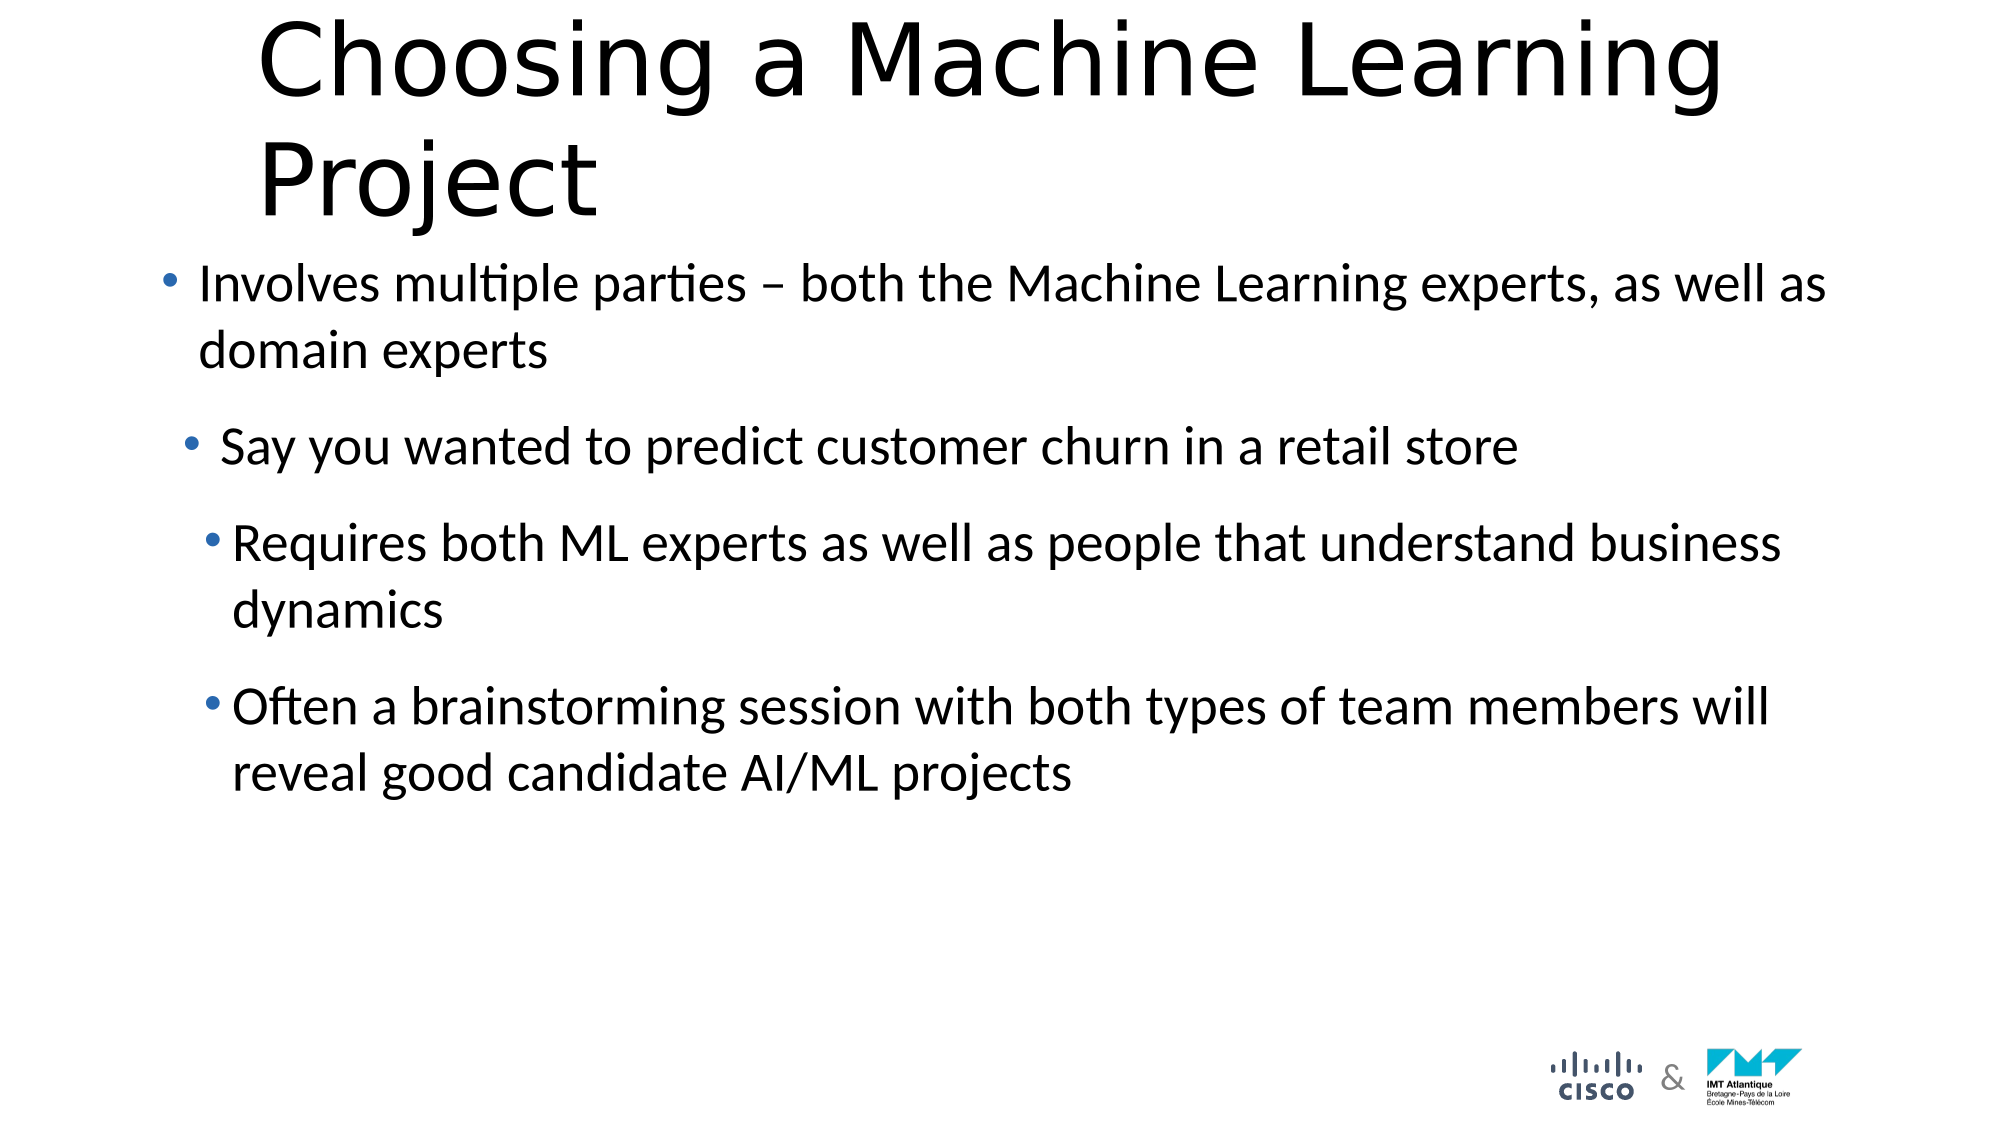 Choosing a Machine Learning
Project
• Involves multiple parties – both the Machine Learning experts, as well as
domain experts
• Say you wanted to predict customer churn in a retail store
• Requires both ML experts as well as people that understand business
dynamics
• Often a brainstorming session with both types of team members will
reveal good candidate AI/ML projects
CISCO & IMT Atlantique
Bretagne-Pays de la Loire
École Mines-Télécom